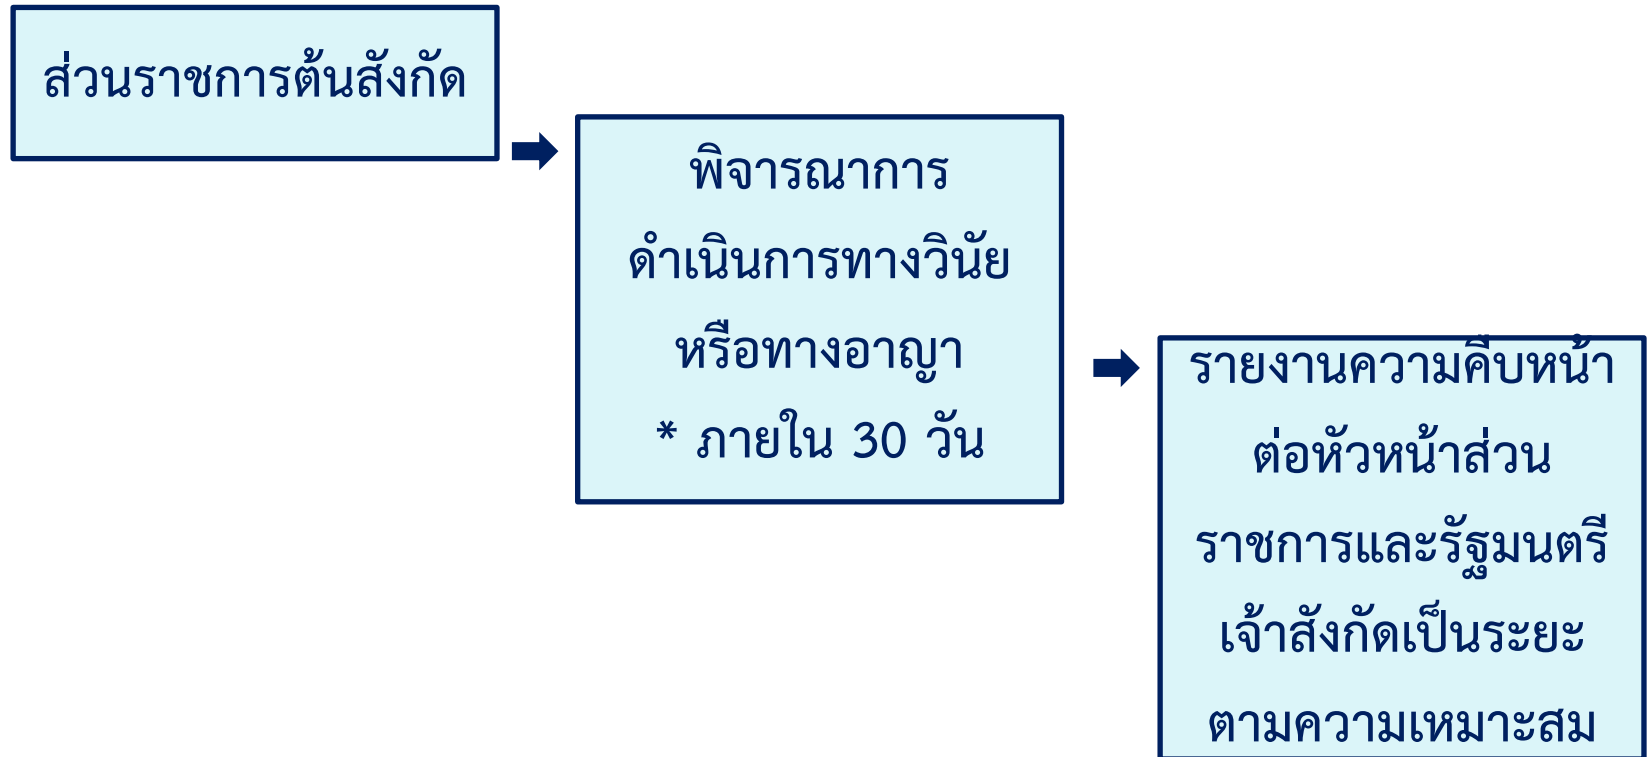 ส่วนราชการต้นสังกัด
พิจารณาการ
ดำเนินการทางวินัย
หรือทางอาญา
* ภายใน 30 วัน
รายงานความคืบหน้า
ต่อหัวหน้าส่วน
ราชการและรัฐมนตรี
เจ้าสังกัดเป็นระยะ
ตามความเหมาะสม